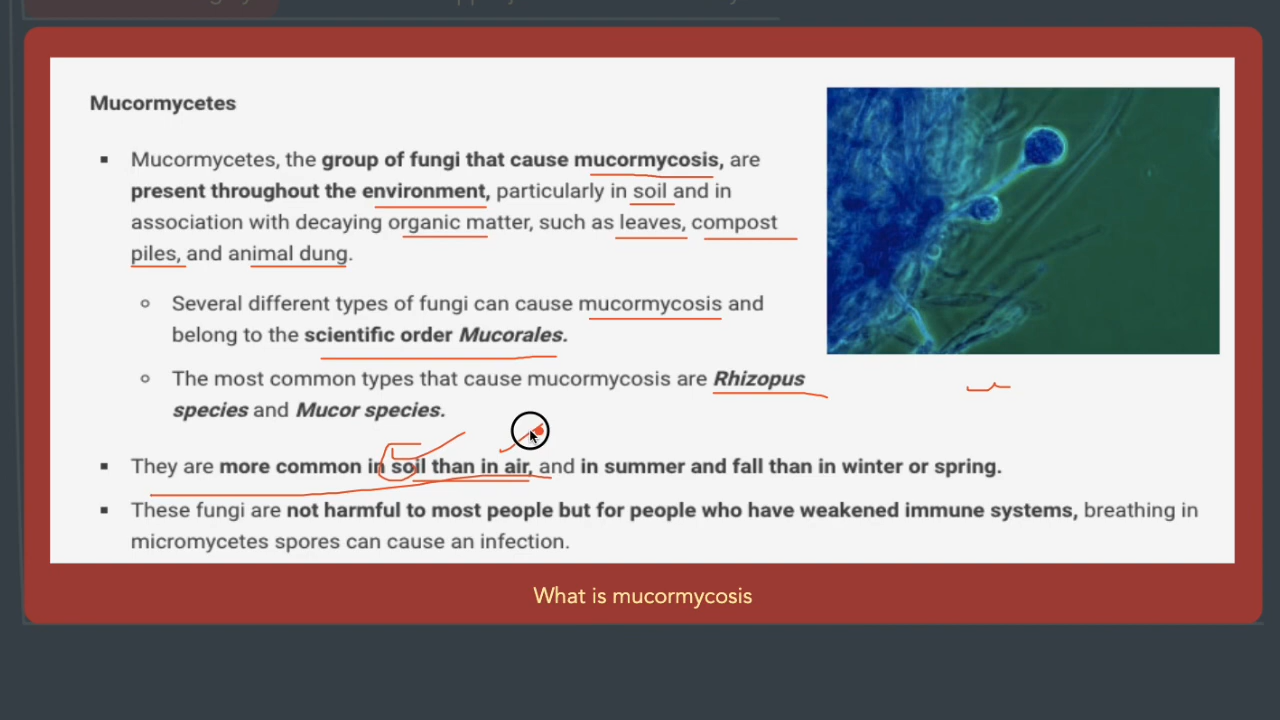 Mucormycetes
▪ Mucormycetes, the group of fungi that cause mucormycosis, are
present throughout the environment, particularly in soil and in
association with decaying organic matter, such as leaves, compost
piles, and animal dung.
○ Several different types of fungi can cause mucormycosis and
belong to the scientific order Mucorales.
○ The most common types that cause mucormycosis are Rhizopus
species and Mucor species.
▪ They are more common in soil than in air, and in summer and fall than in winter or spring.
▪ These fungi are not harmful to most people but for people who have weakened immune systems, breathing in
micromycetes spores can cause an infection.
What is mucormycosis